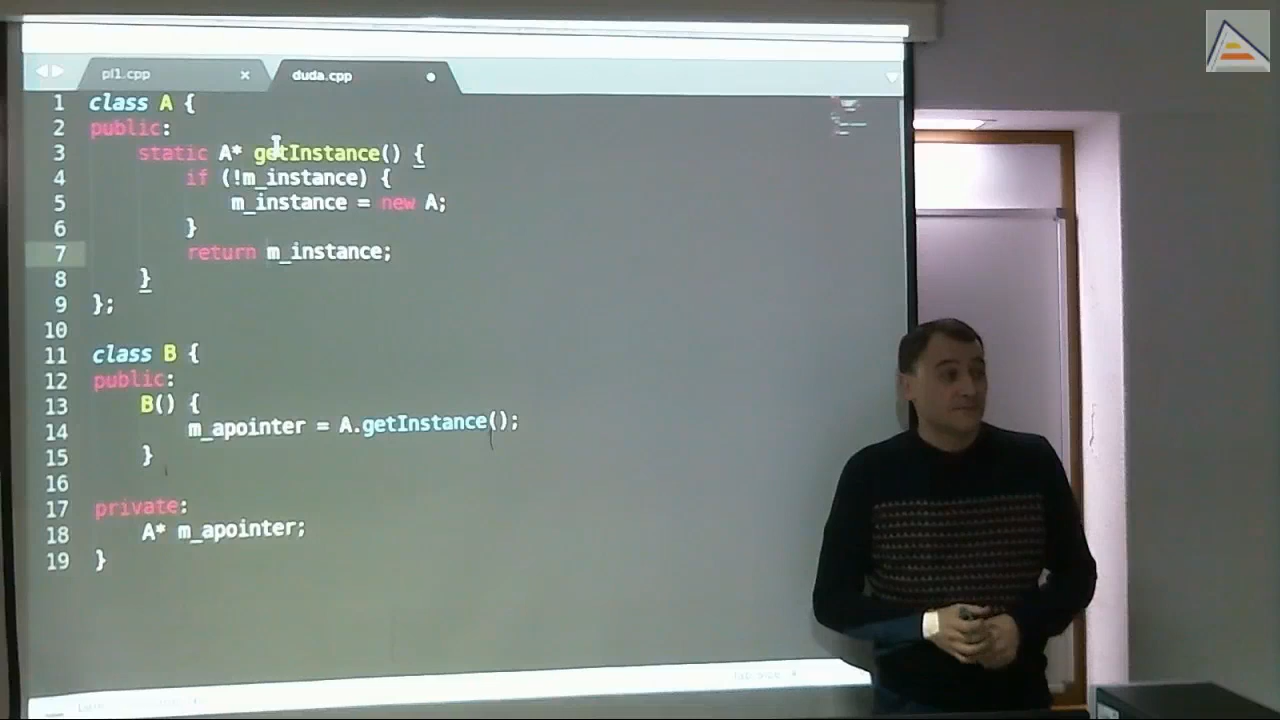 pl1.cpp × duda.cpp
1 class A {
2 public:
3 static A* getInstance() {
4 if (!m_instance) {
5 m_instance = new A;
6 }
7 return m_instance;
8 }
9 };
10
11 class B {
12 public:
13 B() {
14 m_apointer = A.getInstance();
15 }
16
17 private:
18 A* m_apointer;
19 }